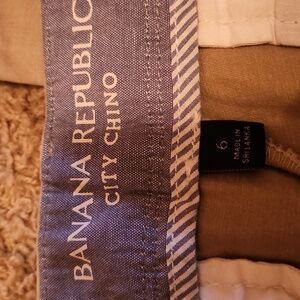 BANANA REPUBLIC
CITY CHINO
6
MADE IN
SRI LANKA